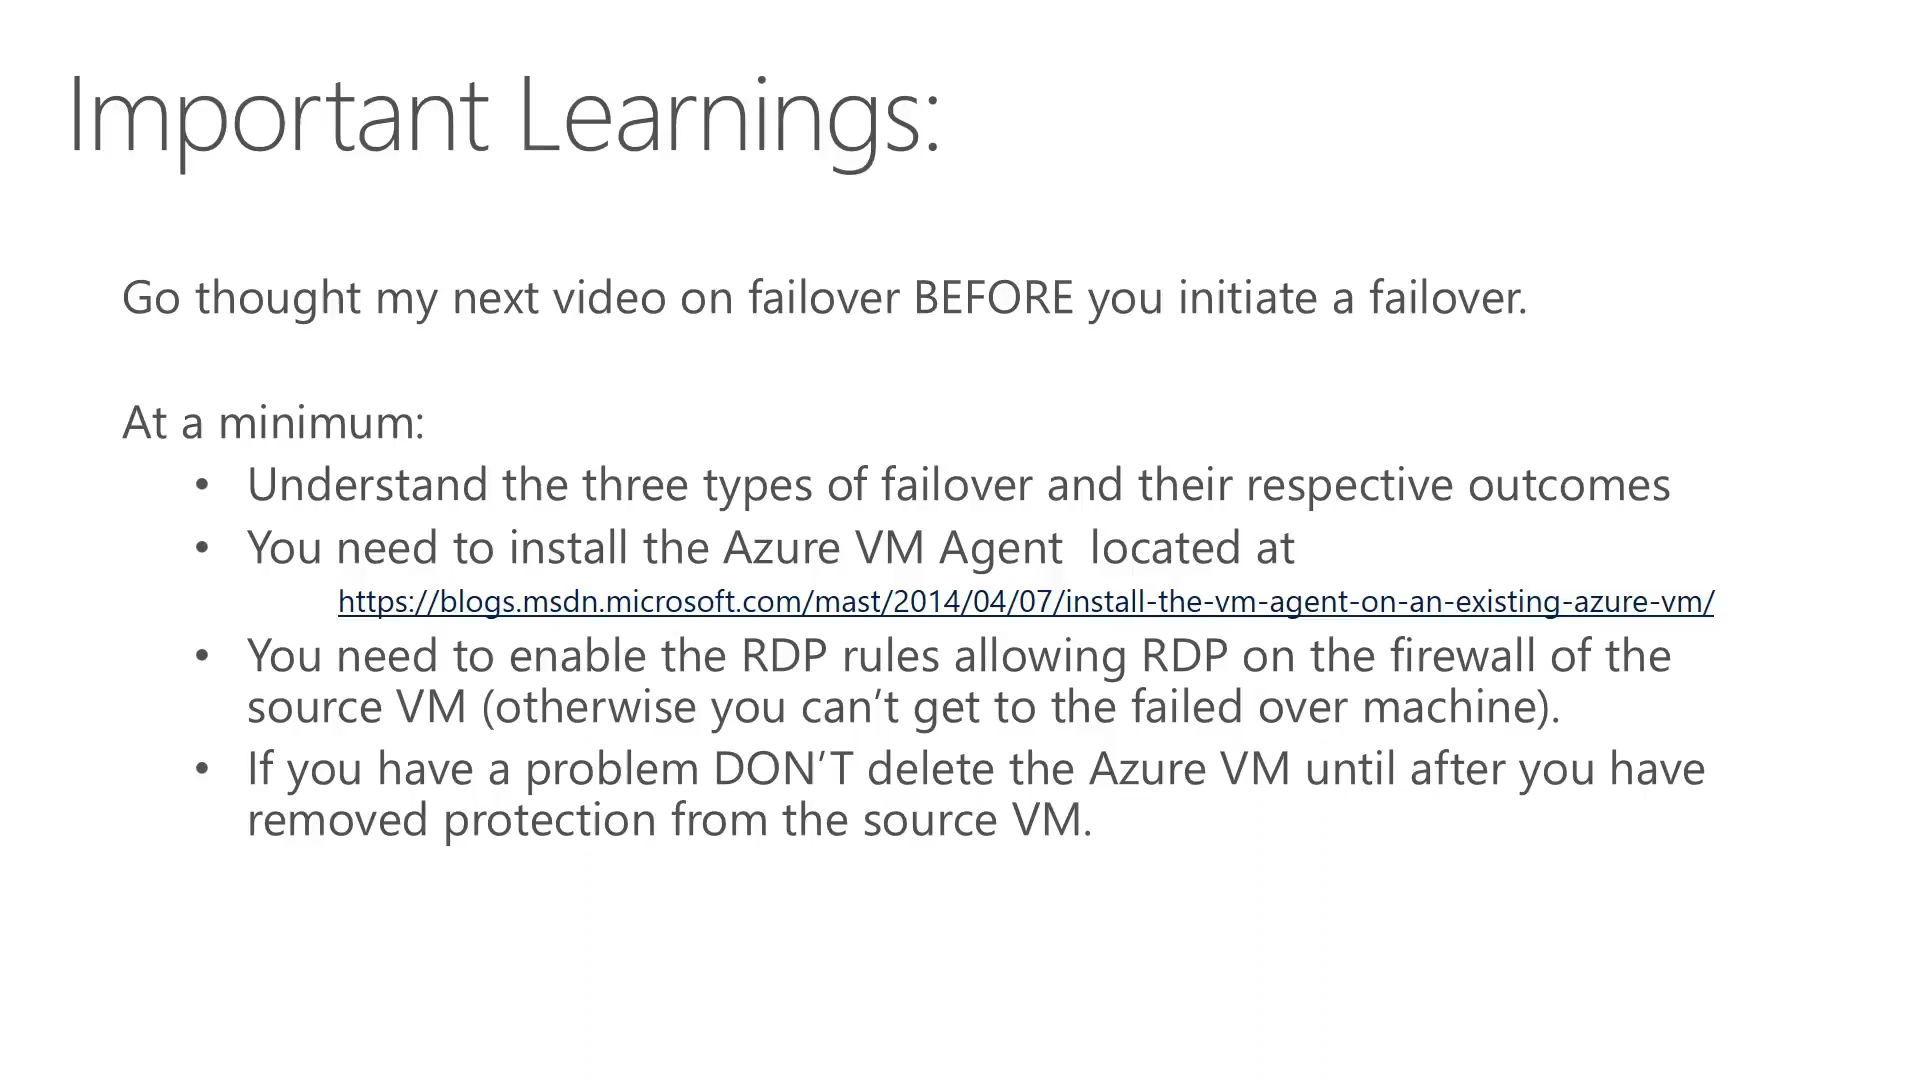 Important Learnings:
Go thought my next video on failover BEFORE you initiate a failover.
At a minimum:
• Understand the three types of failover and their respective outcomes
• You need to install the Azure VM Agent  located at
https://blogs.msdn.microsoft.com/mast/2014/04/07/install-the-vm-agent-on-an-existing-azure-vm/
• You need to enable the RDP rules allowing RDP on the firewall of the
source VM (otherwise you can’t get to the failed over machine).
• If you have a problem DON’T delete the Azure VM until after you have
removed protection from the source VM.